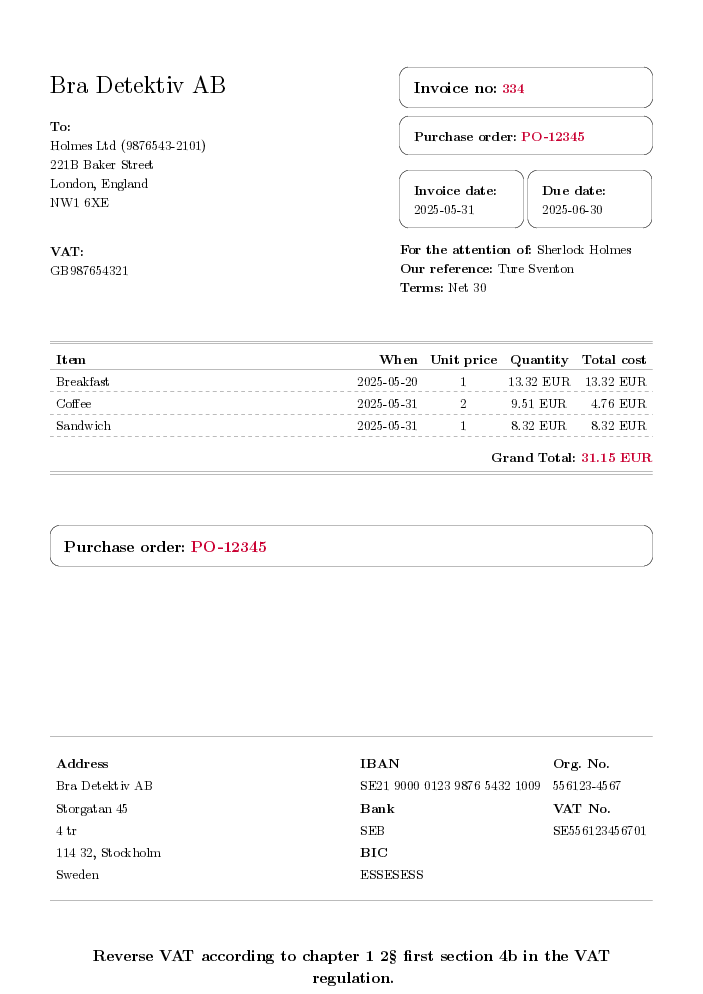 Bra Detektiv AB
Invoice no: 334
Purchase order: PO-12345
To:
Holmes Ltd (9876543-2101)
221B Baker Street
London, England
NW1 6XE
Invoice date:
2025-05-31
Due date:
2025-06-30
VAT:
GB987654321
For the attention of: Sherlock Holmes
Our reference: Ture Sventon
Terms: Net 30
Item When Unit price Quantity Total cost
Breakfast 2025-05-20 1 13.32 EUR 13.32 EUR
Coffee 2025-05-31 2 9.51 EUR 4.76 EUR
Sandwich 2025-05-31 1 8.32 EUR 8.32 EUR
Grand Total: 31.15 EUR
Purchase order: PO-12345
Address
Bra Detektiv AB
Storgatan 45
4 tr
114 32, Stockholm
Sweden
IBAN
SE21 9000 0123 9876 5432 1009
Bank
SEB
BIC
ESSESESS
Org. No.
556123-4567
VAT No.
SE556123456701
Reverse VAT according to chapter 1 2§ first section 4b in the VAT
regulation.